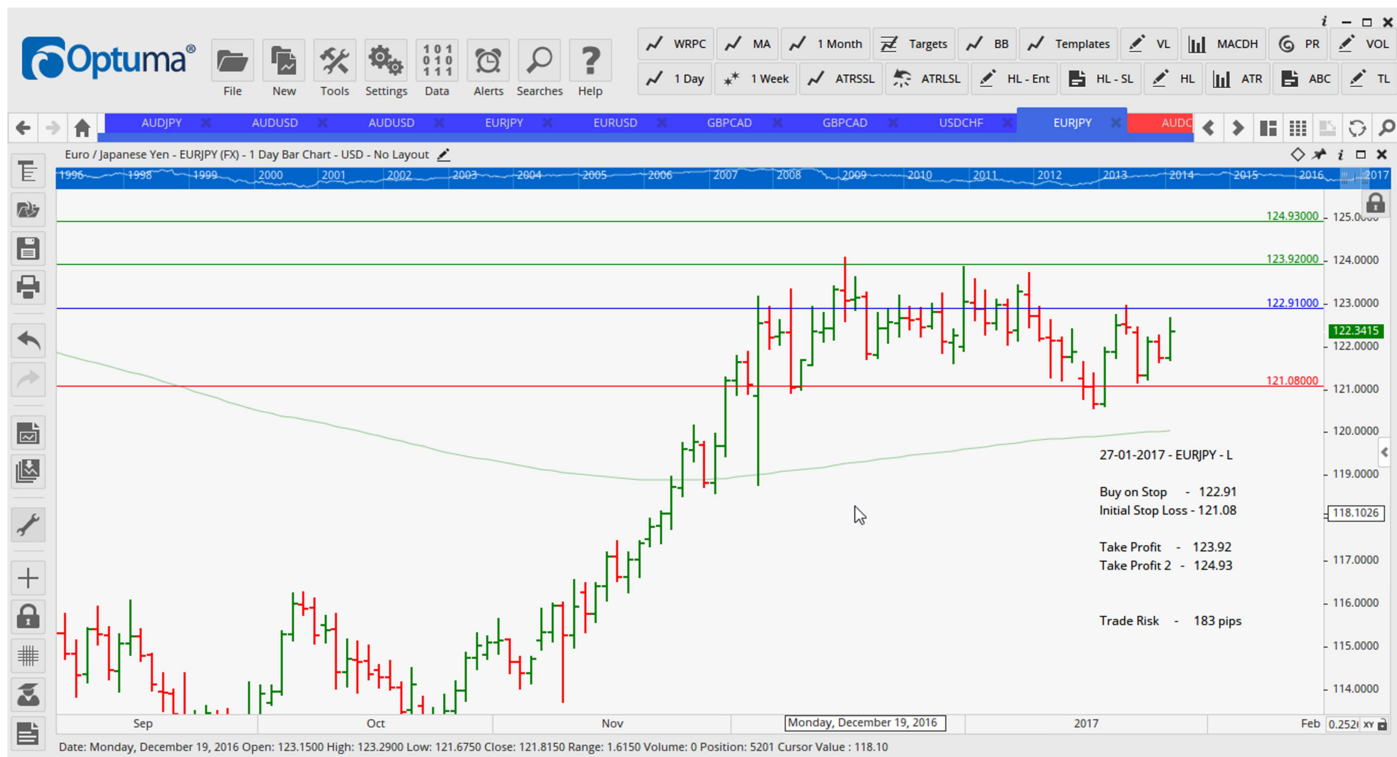 Optuma®
File New Tools Settings Data Alerts Searches Help
101
010
111
WRPC MA 1 Month Targets BB Templates VL MACDH PR VOL
1 Day 1 Week ATRSSL ATRLSL HL - Ent HL - SL HL ATR ABC TL
AUDJPY AUDUSD AUDUSD EURJPY EURUSD GBPCAD GBPCAD USDCHF EURJPY AUDC
Euro / Japanese Yen - EURJPY (FX) - 1 Day Bar Chart - USD - No Layout
1996 1998 1999 2000 2001 2002 2003 2004 2005 2006 2007 2008 2009 2010 2011 2012 2013 2014 2015 2016 2017
124.93000
123.92000 124.0000
122.91000 123.0000
122.3415
122.0000
121.08000 121.0000
120.0000
27-01-2017 - EURJPY - L
119.0000
Buy on Stop - 122.91
Initial Stop Loss - 121.08
118.1026
Take Profit - 123.92
Take Profit 2 - 124.93
117.0000
116.0000
Trade Risk - 183 pips
115.0000
114.0000
Sep Oct Nov Monday, December 19, 2016 2017 Feb XY
Date: Monday, December 19, 2016 Open: 123.1500 High: 123.2900 Low: 121.6750 Close: 121.8150 Range: 1.6150 Volume: 0 Position: 5201 Cursor Value : 118.10